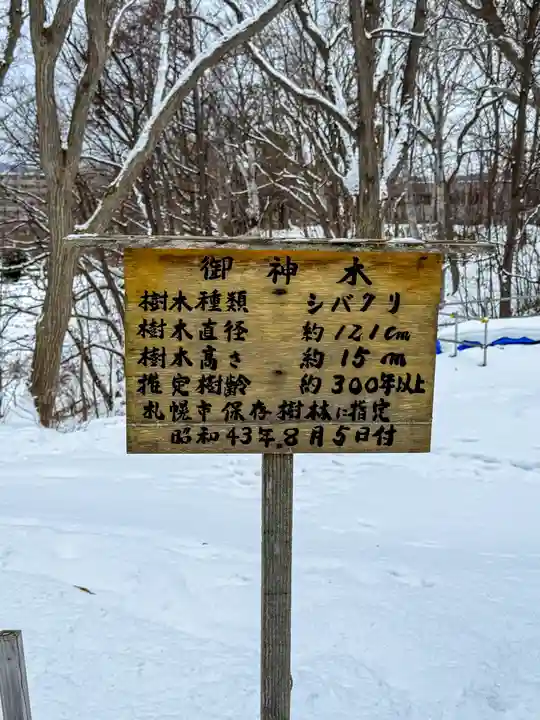 御神木
樹木種類 シバクリ
樹木直径 約121cm
樹木高さ 約15m
推定樹齢 約300年以上
札幌市保存樹林に指定
昭和43年8月5日付